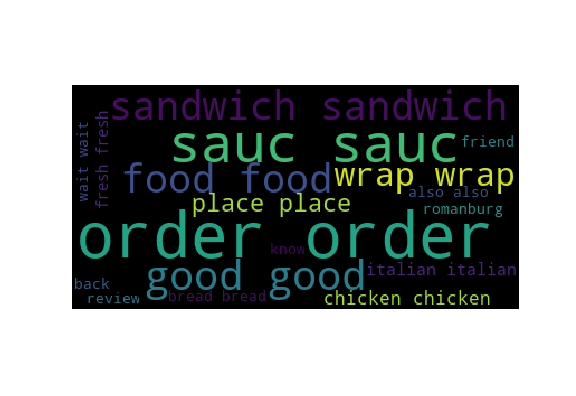 sandwich sandwich
sauc sauc
friend
wait wait
fresh fresh
food food
wrap wrap
also also
place place
romanburg
order order
know
good good
italian italian
back
review
bread bread
chicken chicken